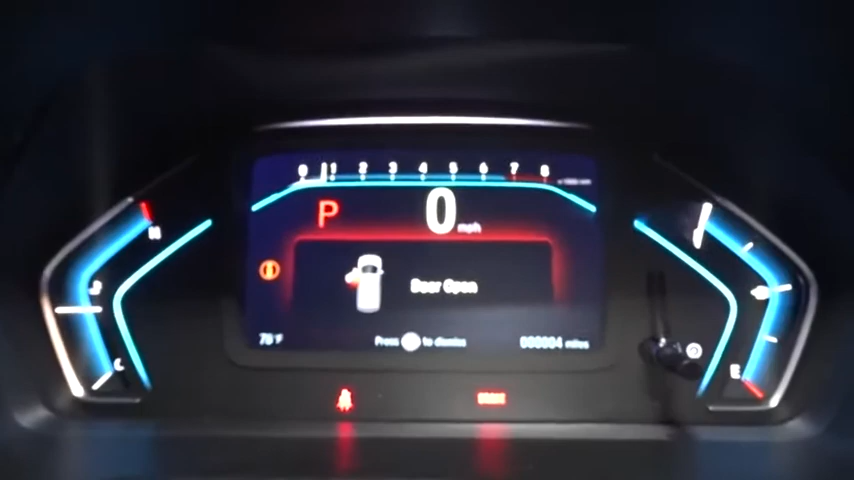 0 1 2 3 4 5 6 7 8
P 0 mph
H
Door Open
C
E
78°F Press to dismiss 000004 miles
BRAKE